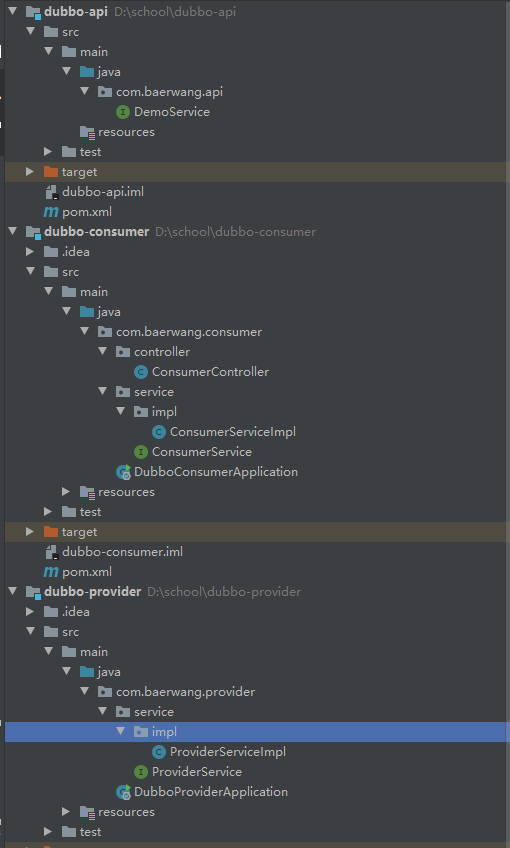 dubbo-api D:\school\dubbo-api
src
main
java
com.baerwang.api
DemoService
resources
test
target
dubbo-api.iml
pom.xml
dubbo-consumer D:\school\dubbo-consumer
.idea
src
main
java
com.baerwang.consumer
controller
ConsumerController
service
impl
ConsumerServiceImpl
ConsumerService
DubboConsumerApplication
resources
test
target
dubbo-consumer.iml
pom.xml
dubbo-provider D:\school\dubbo-provider
.idea
src
main
java
com.baerwang.provider
service
impl
ProviderServiceImpl
ProviderService
DubboProviderApplication
resources
test